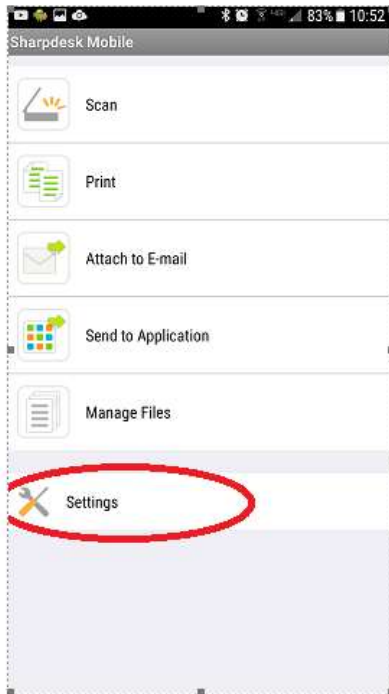 83% 10:52
Sharpdesk Mobile
Scan
Print
Attach to E-mail
Send to Application
Manage Files
Settings